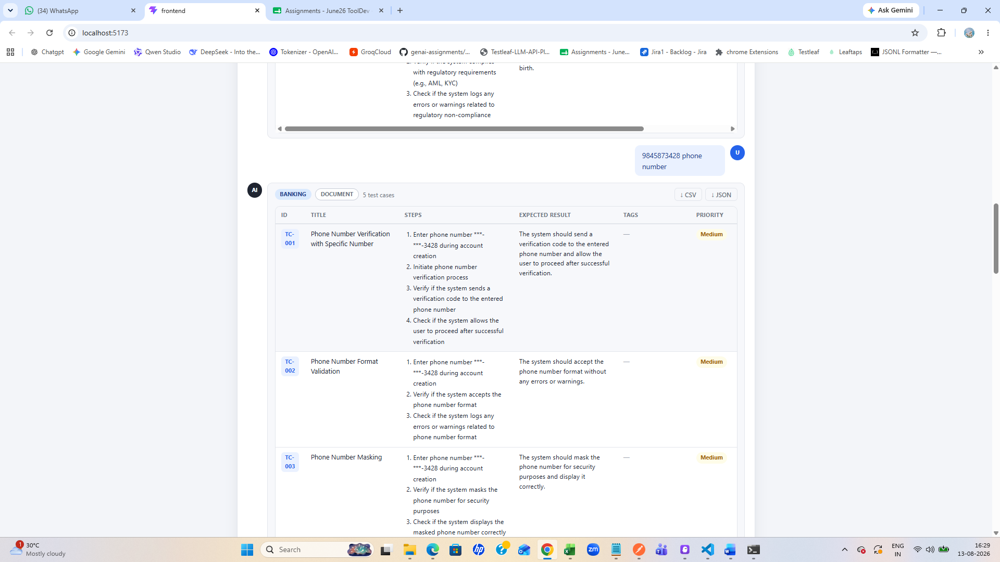 (34) WhatsApp
frontend
Assignments - June26 ToolDev
Ask Gemini
localhost:5173
Chatgpt
Google Gemini
Qwen Studio
DeepSeek - Into the...
Tokenizer - OpenAI...
GroqCloud
genai-assignments/...
Testleaf-LLM-API-Pl...
Assignments - June...
Jira1 - Backlog - Jira
chrome Extensions
Testleaf
Leaftaps
JSONL Formatter —...
2. Verify if the system complies
with regulatory requirements
(e.g., AML, KYC)
3. Check if the system logs any
errors or warnings related to
regulatory non-compliance
birth.
9845873428 phone
number
U
AI
BANKING
DOCUMENT
5 test cases
↓ CSV
↓ JSON
ID
TITLE
STEPS
EXPECTED RESULT
TAGS
PRIORITY
TC-
001
Phone Number Verification
with Specific Number
1. Enter phone number ***-
***-3428 during account
creation
2. Initiate phone number
verification process
3. Verify if the system sends a
verification code to the entered
phone number
4. Check if the system allows the
user to proceed after successful
verification
The system should send a
verification code to the entered
phone number and allow the
user to proceed after successful
verification.
—
Medium
TC-
002
Phone Number Format
Validation
1. Enter phone number ***-
***-3428 during account
creation
2. Verify if the system accepts the
phone number format
3. Check if the system logs any
errors or warnings related to
phone number format
The system should accept the
phone number format without
any errors or warnings.
—
Medium
TC-
003
Phone Number Masking
1. Enter phone number ***-
***-3428 during account
creation
2. Verify if the system masks the
phone number for security
purposes
3. Check if the system displays the
masked phone number correctly
The system should mask the
phone number for security
purposes and display it
correctly.
—
Medium
1
30°C
Mostly cloudy
Search
hp
zm
ENG
IN
16:29
13-08-2026